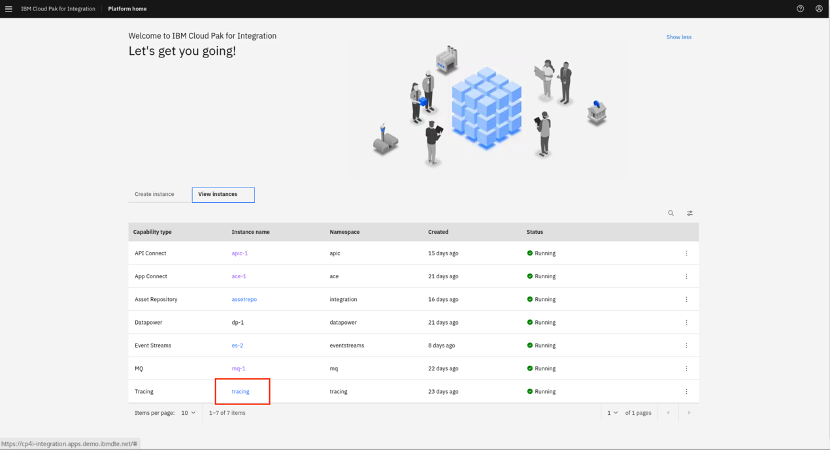 IBM Cloud Pak for Integration Platform home
Welcome to IBM Cloud Pak for Integration
Let's get you going!
Show less
Create instance View instances
Capability type Instance name Namespace Created Status
API Connect apic-1 apic 15 days ago Running
App Connect ace-1 ace 21 days ago Running
Asset Repository assetrepo integration 16 days ago Running
Datapower dp-1 datapower 21 days ago Running
Event Streams es-2 eventstreams 8 days ago Running
MQ mq-1 mq 22 days ago Running
Tracing tracing tracing 23 days ago Running
Items per page: 10 1–7 of 7 items 1 of 1 pages
https://cp4i-integration.apps.demo.ibmdte.net/#